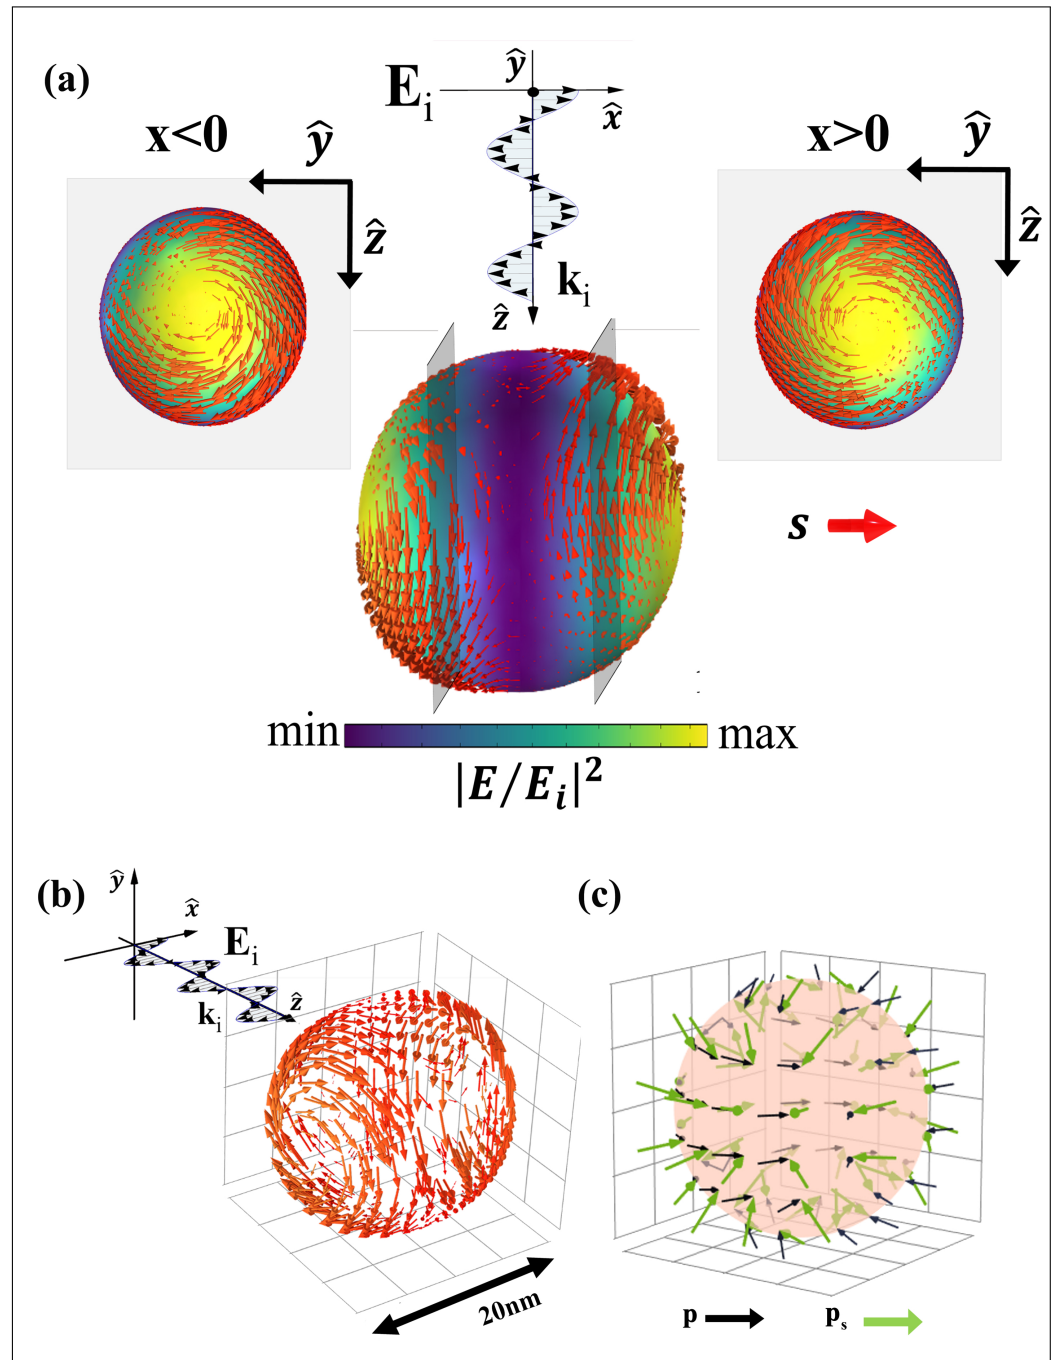 (a)
E_i
ŷ
x̂
x<0
ŷ
ẑ
x>0
ŷ
ẑ
k_i
ẑ
s
min
max
|E/E_i|²
(b)
ŷ
x̂
E_i
k_i
ẑ
20nm
(c)
p
p_s